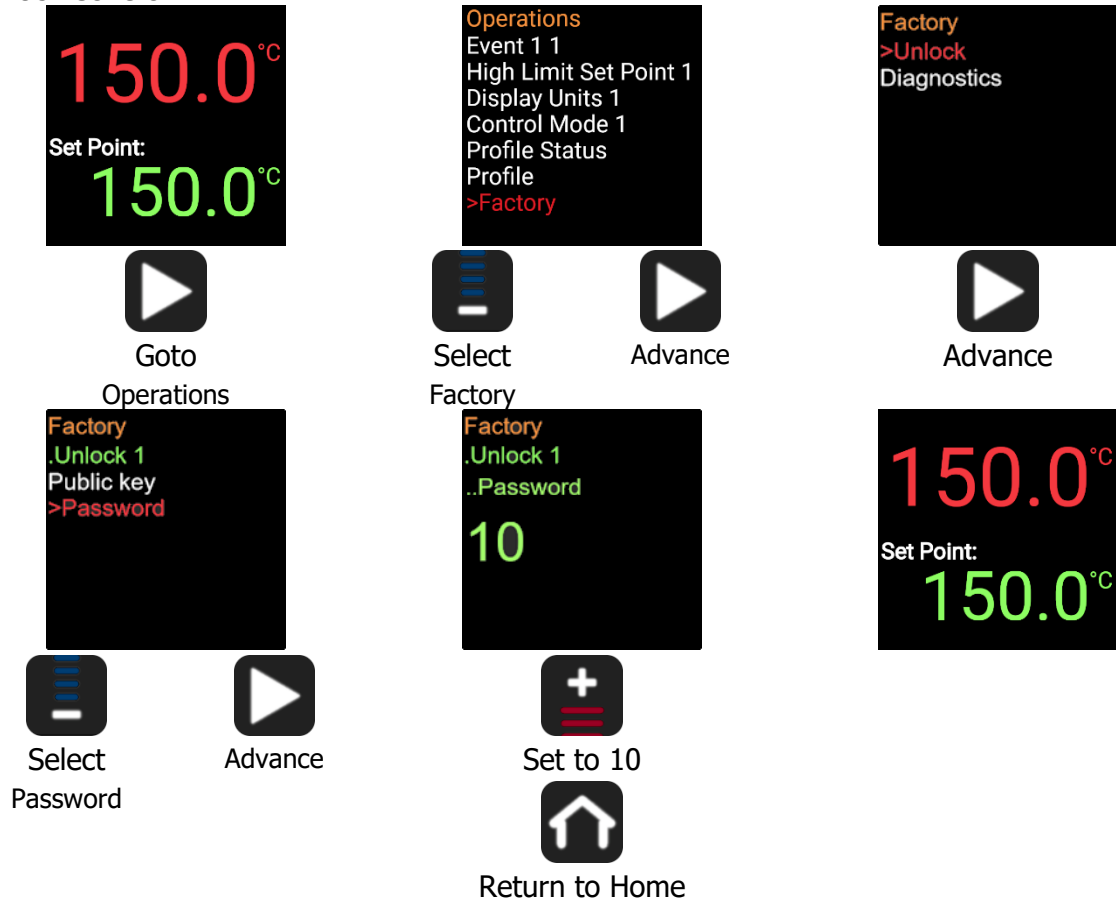 150.0°C
Set Point:
150.0°C
Goto
Operations
Operations
Event 1 1
High Limit Set Point 1
Display Units 1
Control Mode 1
Profile Status
Profile
>Factory
Select
Factory
Advance
Factory
>Unlock
Diagnostics
Advance
Factory
.Unlock 1
Public key
>Password
Select
Password
Advance
Factory
.Unlock 1
..Password
10
Set to 10
Return to Home
150.0°C
Set Point:
150.0°C